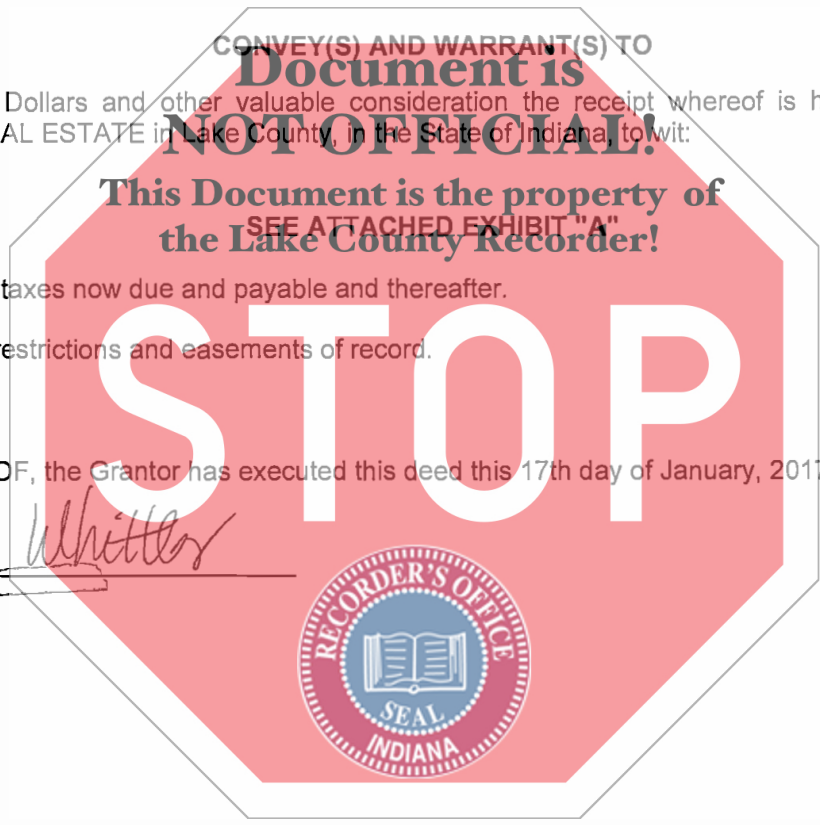 CONVEY(S) AND WARRANT(S) TO
Document is
Dollars and other valuable consideration the receipt whereof is h
AL ESTATE in Lake County, in the State of Indiana, to wit:
NOT OFFICIAL!
This Document is the property of
SEE ATTACHED EXHIBIT "A"
the Lake County Recorder!
taxes now due and payable and thereafter.
estrictions and easements of record.
STOP
OF, the Grantor has executed this deed this 17th day of January, 2017
RECORDER'S OFFICE
SEAL
INDIANA